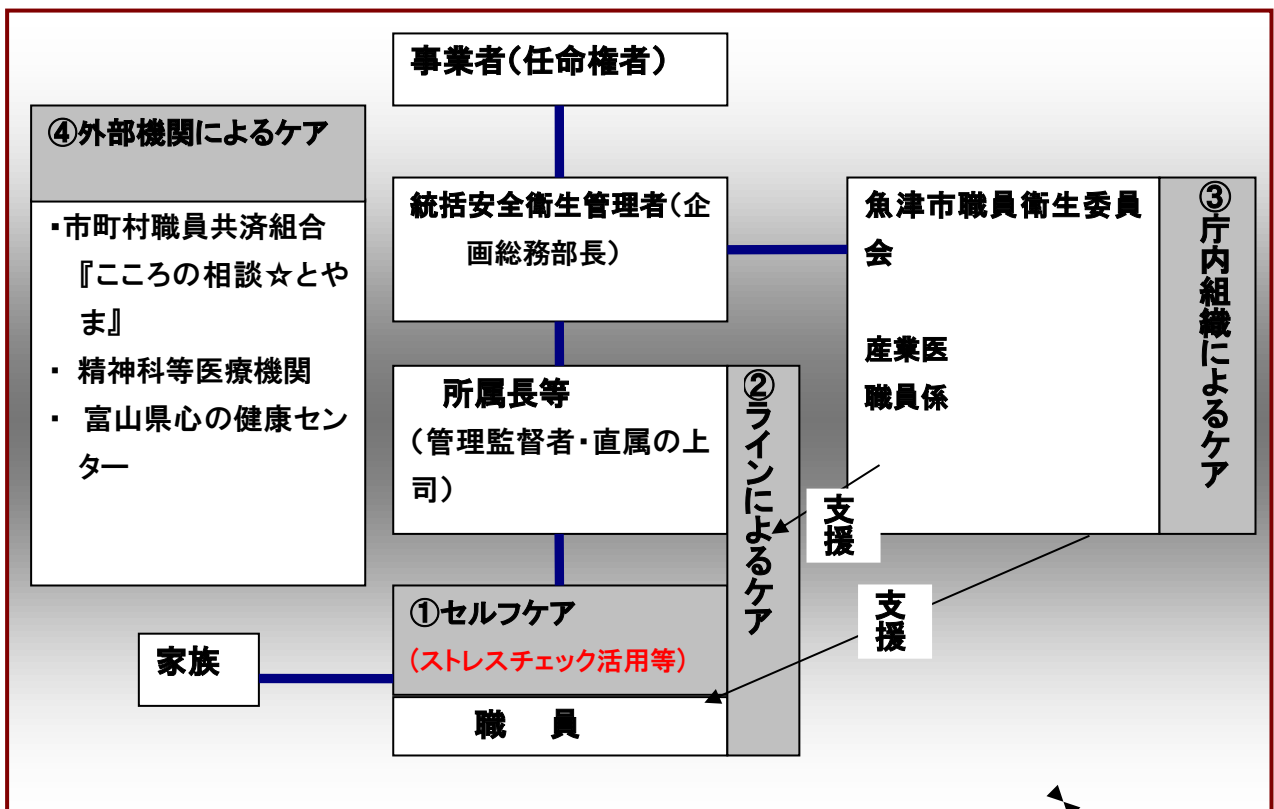 事業者(任命権者)
④外部機関によるケア
・市町村職員共済組合
『こころの相談☆とや
ま』
・ 精神科等医療機関
・ 富山県心の健康セン
ター
統括安全衛生管理者(企
画総務部長)
魚津市職員衛生委員
会
産業医
職員係
③庁内組織によるケア
所属長等
(管理監督者・直属の上
司)
②ラインによるケア
支援
支援
①セルフケア
(ストレスチェック活用等)
職 員
家族